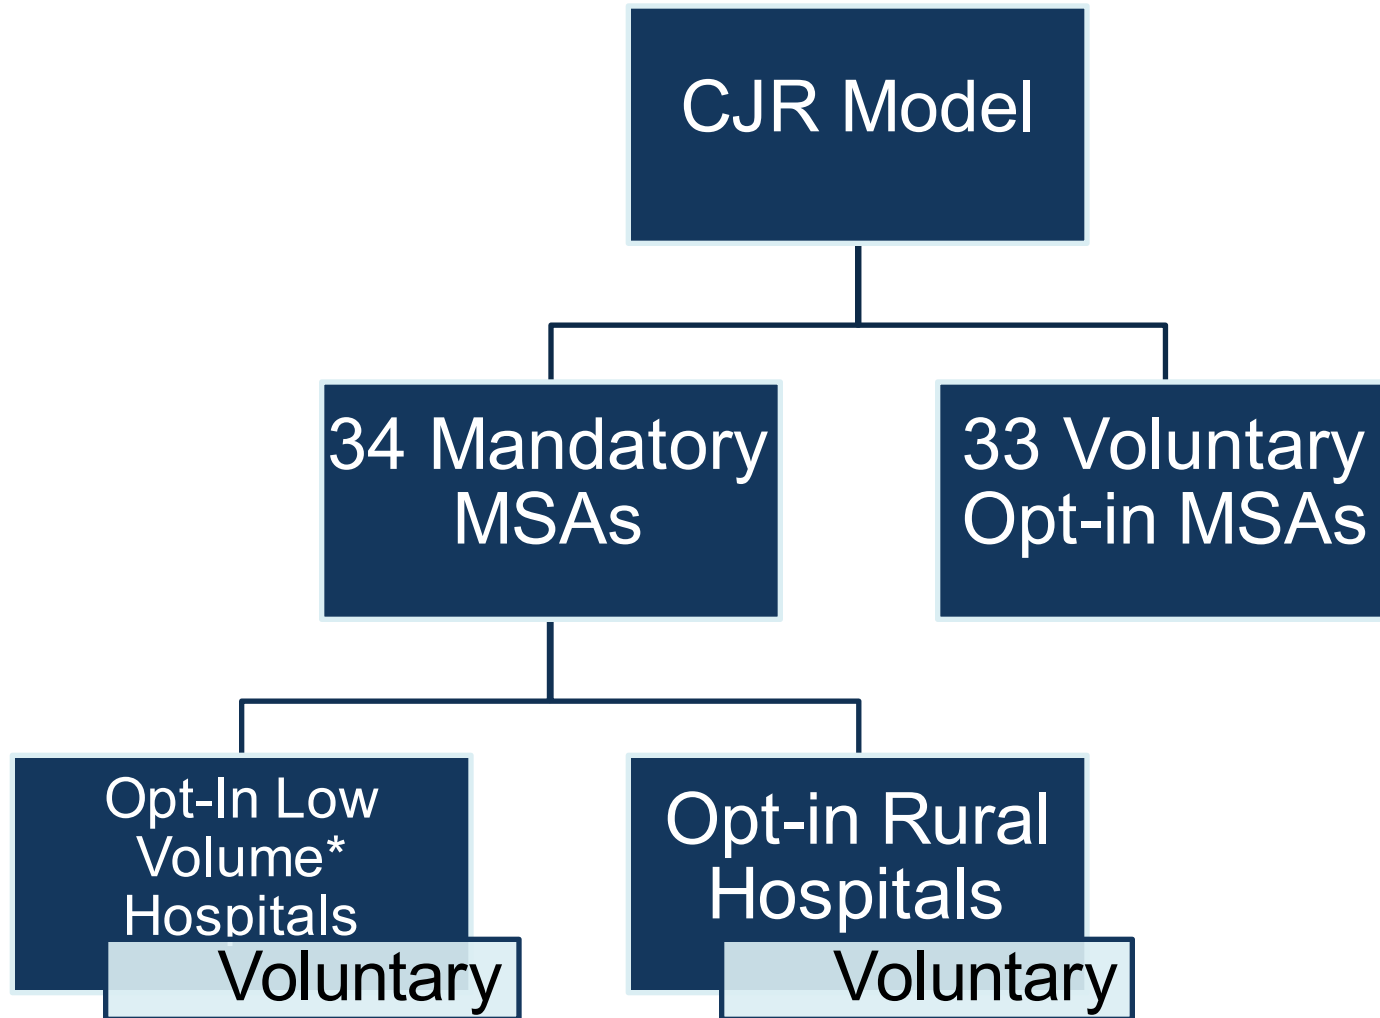 CJR Model
34 Mandatory
MSAs
33 Voluntary
Opt-in MSAs
Opt-In Low
Volume*
Hospitals
Voluntary
Opt-in Rural
Hospitals
Voluntary